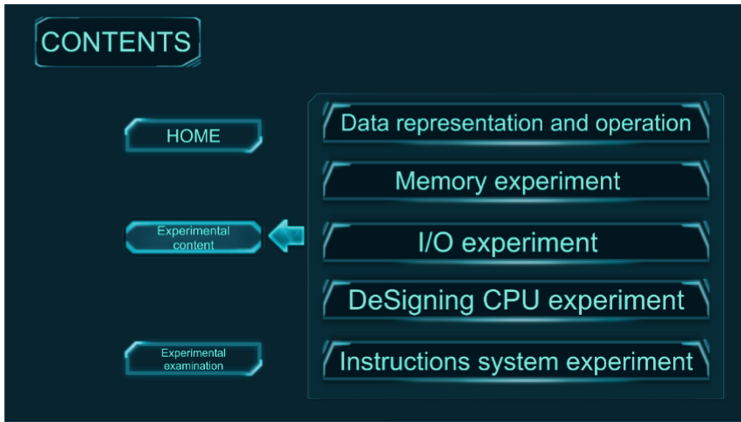 CONTENTS
HOME
Experimental
content
Experimental
examination
Data representation and operation
Memory experiment
I/O experiment
DeSigning CPU experiment
Instructions system experiment